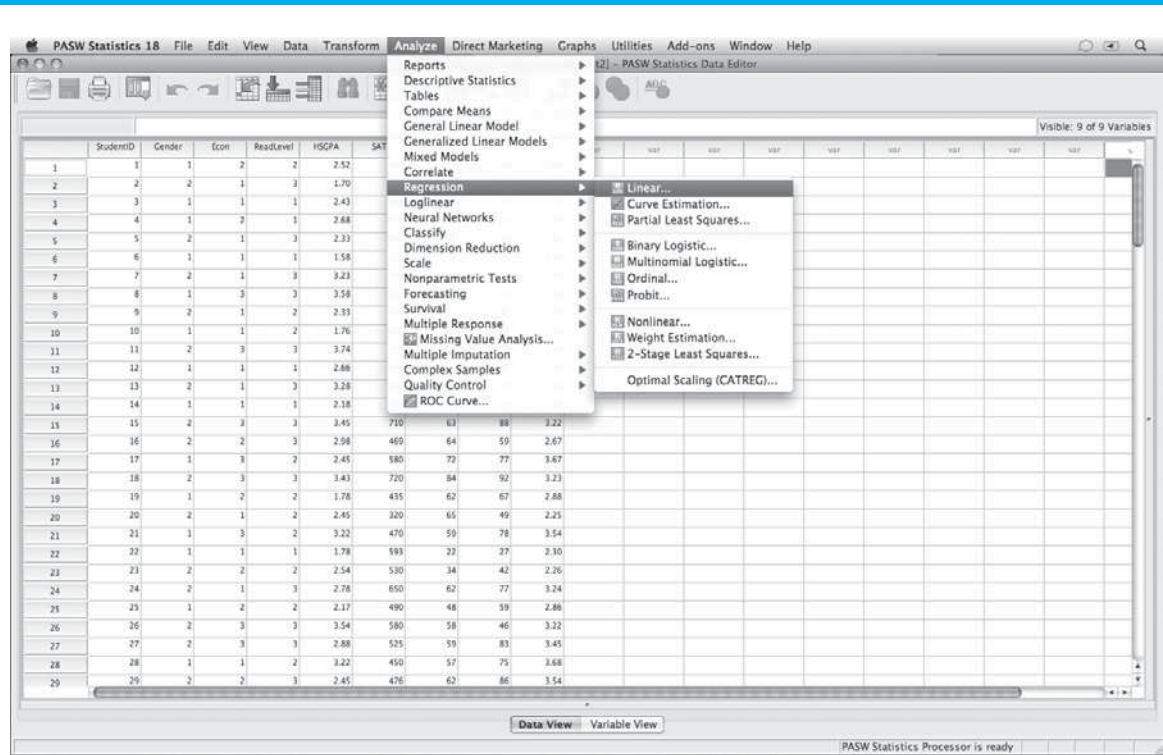 PASW Statistics 18 File Edit View Data Transform Analyze Direct Marketing Graphs Utilities Add-ons Window Help
t2] – PASW Statistics Data Editor
Visible: 9 of 9 Variables
Reports
Descriptive Statistics
Tables
Compare Means
General Linear Model
Generalized Linear Models
Mixed Models
Correlate
Regression
Loglinear
Neural Networks
Classify
Dimension Reduction
Scale
Nonparametric Tests
Forecasting
Survival
Multiple Response
Missing Value Analysis...
Multiple Imputation
Complex Samples
Quality Control
ROC Curve...
Linear...
Curve Estimation...
Partial Least Squares...
Binary Logistic...
Multinomial Logistic...
Ordinal...
Probit...
Nonlinear...
Weight Estimation...
2-Stage Least Squares...
Optimal Scaling (CATREG)...
StudentID Gender Econ ReadLevel HSGPA SAT var var var var var var var
1 1 1 2 2 2.52
2 2 2 1 3 1.70
3 3 1 1 1 2.43
4 4 1 2 1 2.68
5 5 2 1 3 2.33
6 6 1 1 1 1.58
7 7 2 1 3 3.23
8 8 1 3 3 3.58
9 9 2 1 2 2.33
10 10 1 1 2 1.76
11 11 2 3 3 3.74
12 12 1 1 1 2.66
13 13 2 1 3 3.28
14 14 1 1 1 2.18
15 15 2 3 3 3.45 710 63 88 3.22
16 16 2 2 3 2.98 469 64 59 2.67
17 17 1 3 2 2.45 580 72 77 3.67
18 18 2 3 3 3.43 720 84 92 3.23
19 19 1 2 2 1.78 435 62 67 2.88
20 20 2 1 2 2.45 320 65 49 2.25
21 21 1 3 2 3.22 470 59 78 3.54
22 22 1 1 1 1.78 593 22 27 2.30
23 23 2 2 2 2.54 530 34 42 2.26
24 24 2 1 3 2.78 650 62 77 3.24
25 25 1 2 2 2.17 490 48 59 2.86
26 26 2 3 3 3.54 580 58 46 3.22
27 27 2 3 3 2.88 525 59 83 3.45
28 28 1 1 2 3.22 450 57 75 3.68
29 29 2 2 3 2.45 476 62 86 3.54
Data View Variable View
PASW Statistics Processor is ready